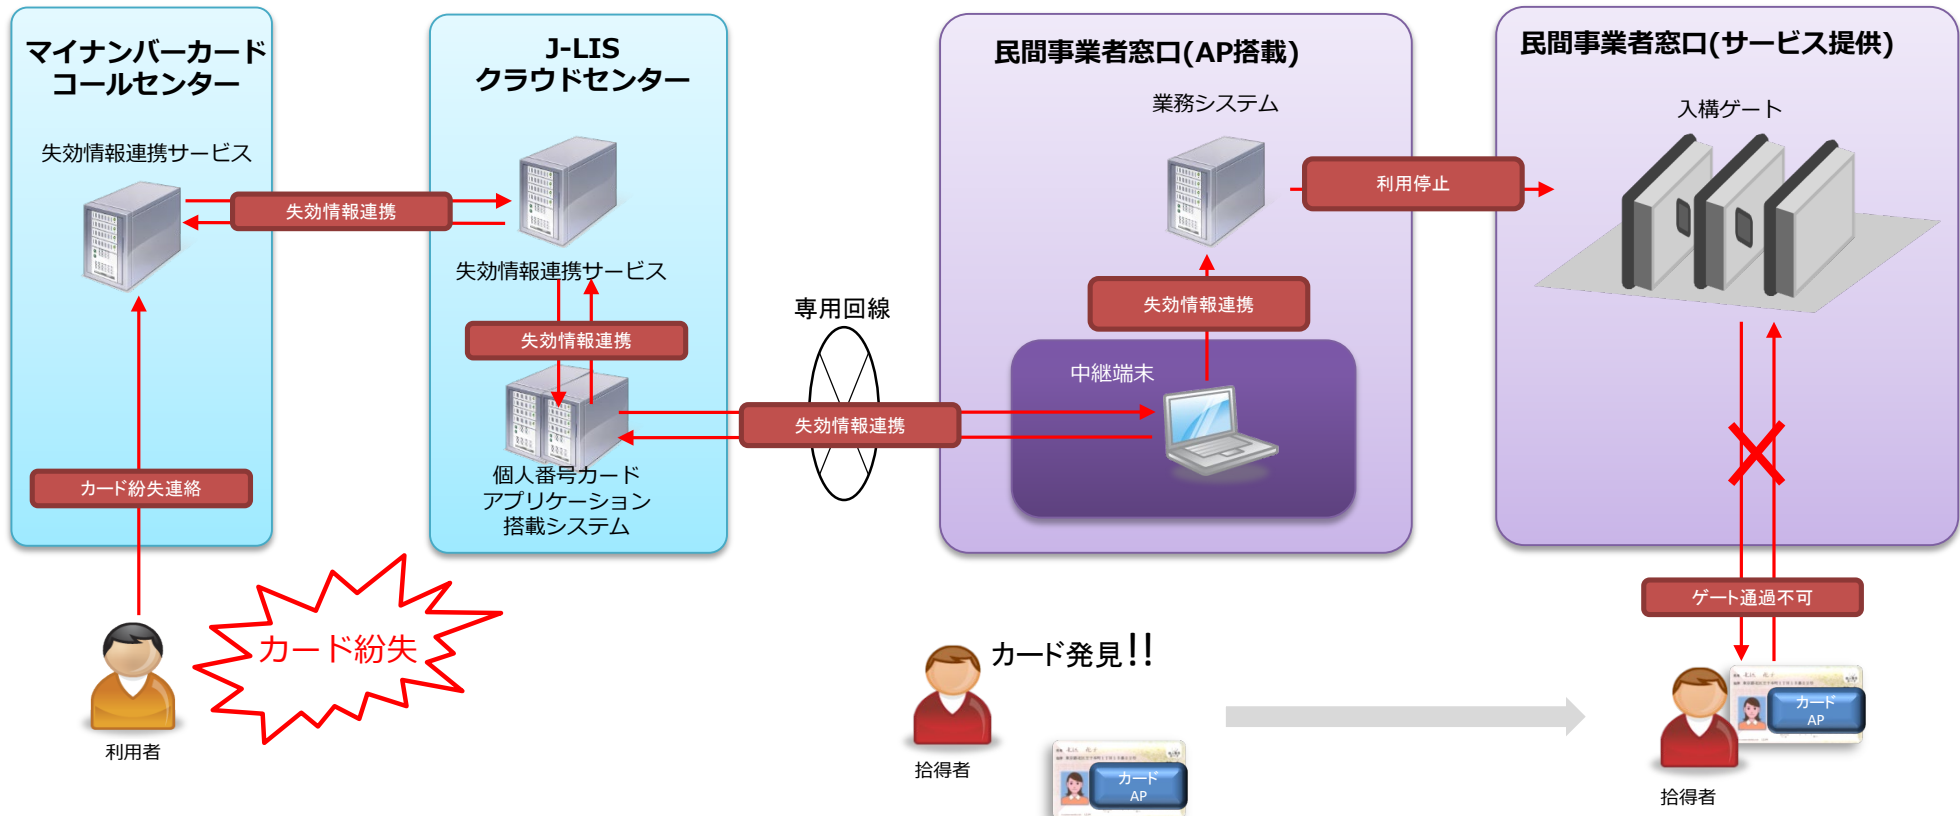 マイナンバーカード
コールセンター
失効情報連携サービス
カード紛失連絡
利用者
カード紛失
失効情報連携
J-LIS
クラウドセンター
失効情報連携サービス
失効情報連携
個人番号カード
アプリケーション
搭載システム
専用回線
失効情報連携
民間事業者窓口(AP搭載)
業務システム
失効情報連携
中継端末
利用停止
民間事業者窓口(サービス提供)
入構ゲート
ゲート通過不可
カード発見!!
拾得者
カード
AP
カード
AP
拾得者